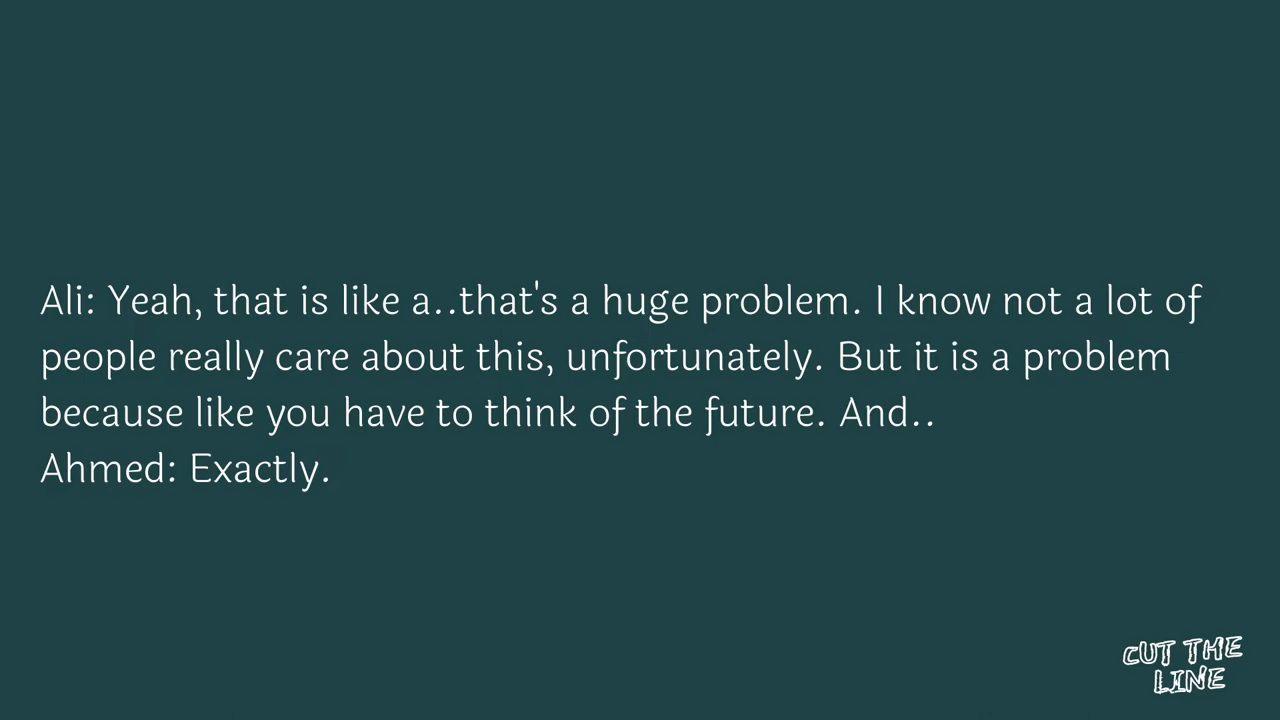 Ali: Yeah, that is like a..that's a huge problem. I know not a lot of
people really care about this, unfortunately. But it is a problem
because like you have to think of the future. And..
Ahmed: Exactly.
CUT THE
LINE